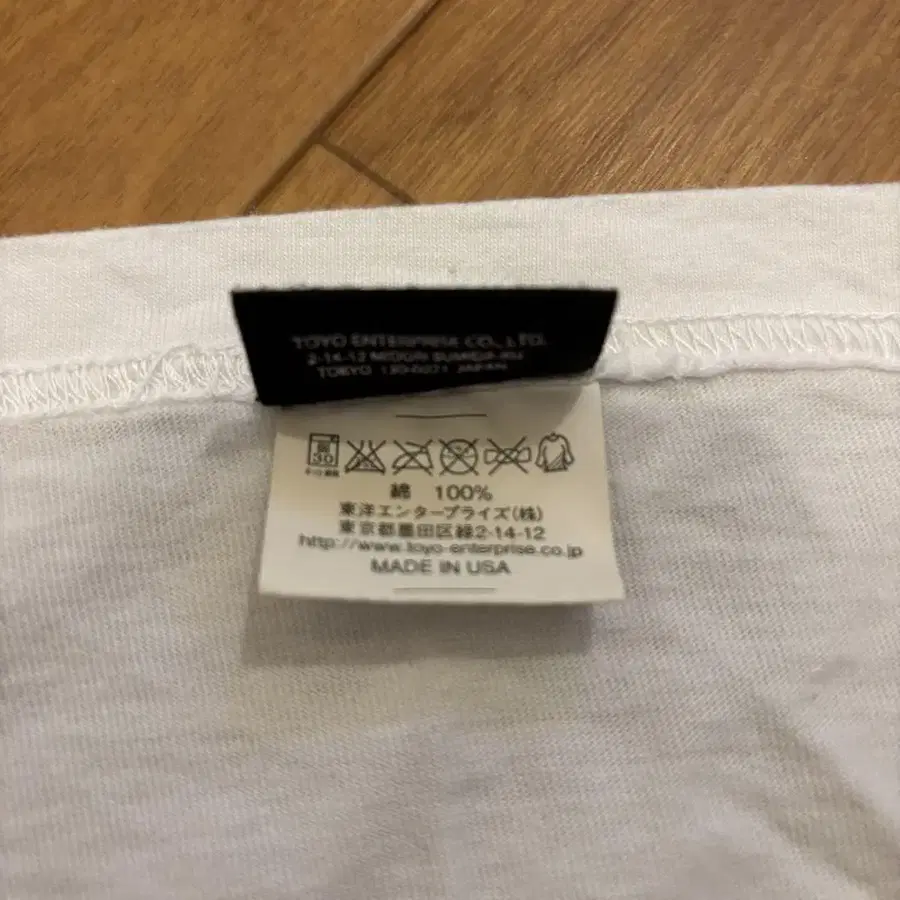 TOYO ENTERPRISE CO., LTD.
2-14-12 MIDORI SUMIDA-KU
TOKYO 130-0021 JAPAN
30
綿 100%
東洋エンタープライズ(株)
東京都墨田区緑2-14-12
http://www.toyo-enterprise.co.jp
MADE IN USA